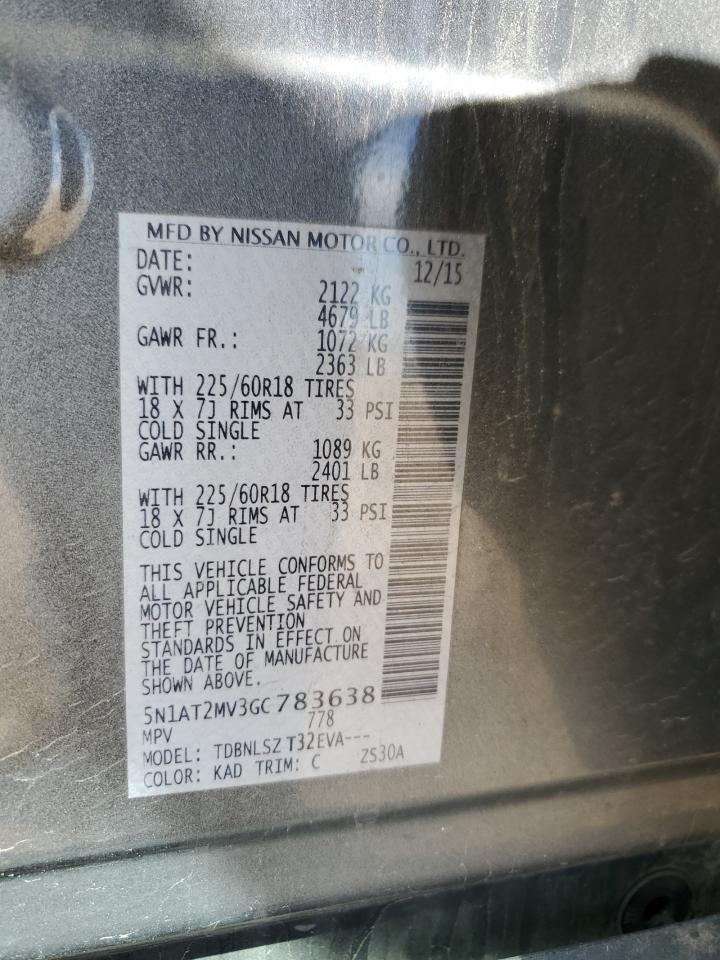 MFD BY NISSAN MOTOR CO., LTD.
DATE: 12/15
GVWR: 2122 KG
4679 LB
GAWR FR.: 1072 KG
2363 LB
WITH 225/60R18 TIRES
18 X 7J RIMS AT 33 PSI
COLD SINGLE
GAWR RR.: 1089 KG
2401 LB
WITH 225/60R18 TIRES
18 X 7J RIMS AT 33 PSI
COLD SINGLE
THIS VEHICLE CONFORMS TO
ALL APPLICABLE FEDERAL
MOTOR VEHICLE SAFETY AND
THEFT PREVENTION
STANDARDS IN EFFECT ON
THE DATE OF MANUFACTURE
SHOWN ABOVE.
5N1AT2MV3GC783638
MPV 778
MODEL: TDBNLSZ T32EVA---
COLOR: KAD TRIM: C ZS30A